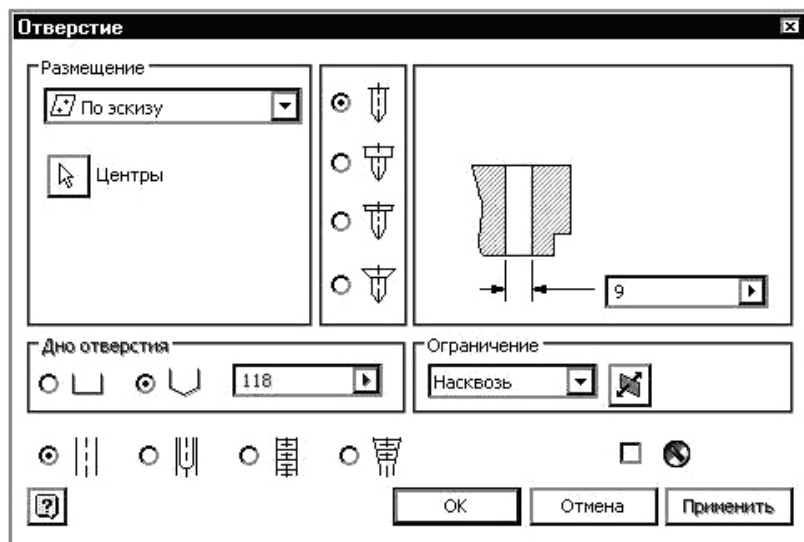 Отверстие
Размещение
По эскизу
Центры
9
Дно отверстия
118
Ограничение
Насквозь
OK
Отмена
Применить